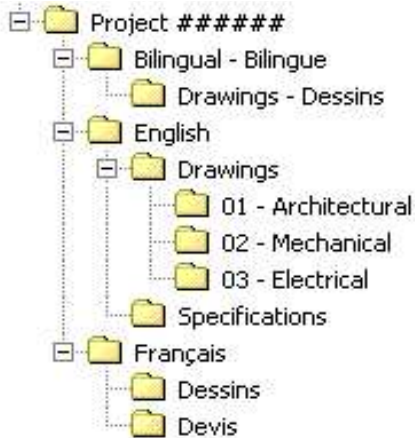 Project ######
Bilingual - Bilingue
Drawings - Dessins
English
Drawings
01 - Architectural
02 - Mechanical
03 - Electrical
Specifications
Français
Dessins
Devis